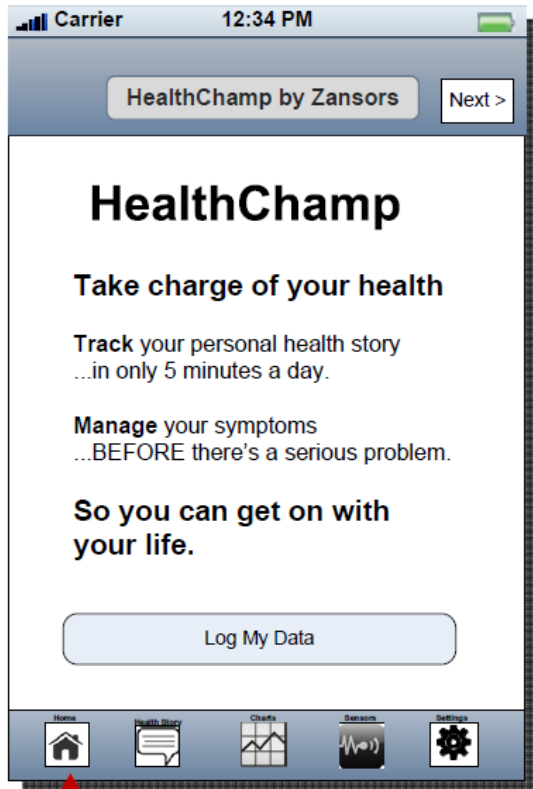 Carrier 12:34 PM
HealthChamp by Zansors
Next >
HealthChamp
Take charge of your health
Track your personal health story
...in only 5 minutes a day.
Manage your symptoms
...BEFORE there's a serious problem.
So you can get on with
your life.
Log My Data
Home Health Story Charts Sensors Settings